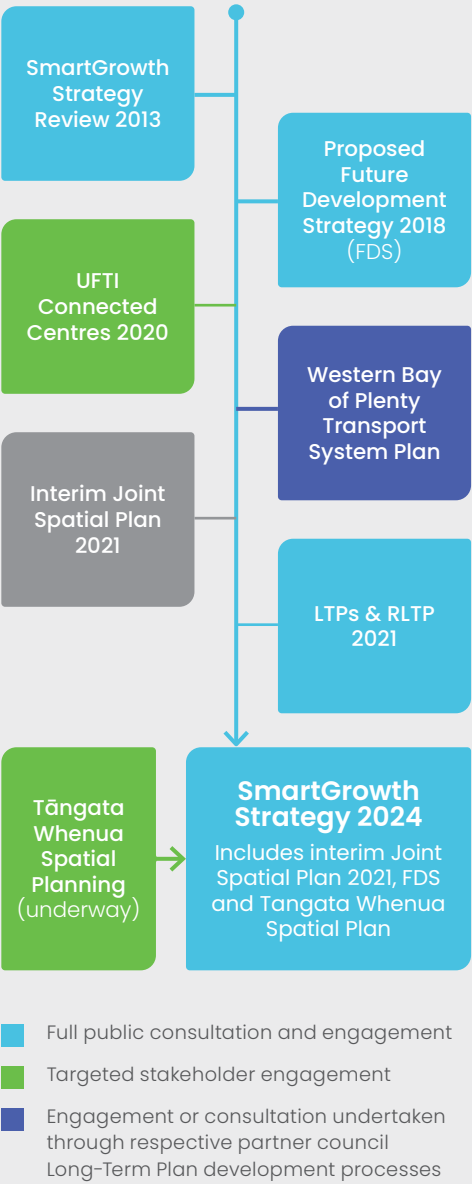 SmartGrowth
Strategy
Review 2013
Proposed
Future
Development
Strategy 2018
(FDS)
UFTI
Connected
Centres 2020
Western Bay
of Plenty
Transport
System Plan
Interim Joint
Spatial Plan
2021
LTPs & RLTP
2021
Tāngata
Whenua
Spatial
Planning
(underway)
SmartGrowth
Strategy 2024
Includes interim Joint
Spatial Plan 2021, FDS
and Tangata Whenua
Spatial Plan
Full public consultation and engagement
Targeted stakeholder engagement
Engagement or consultation undertaken
through respective partner council
Long-Term Plan development processes